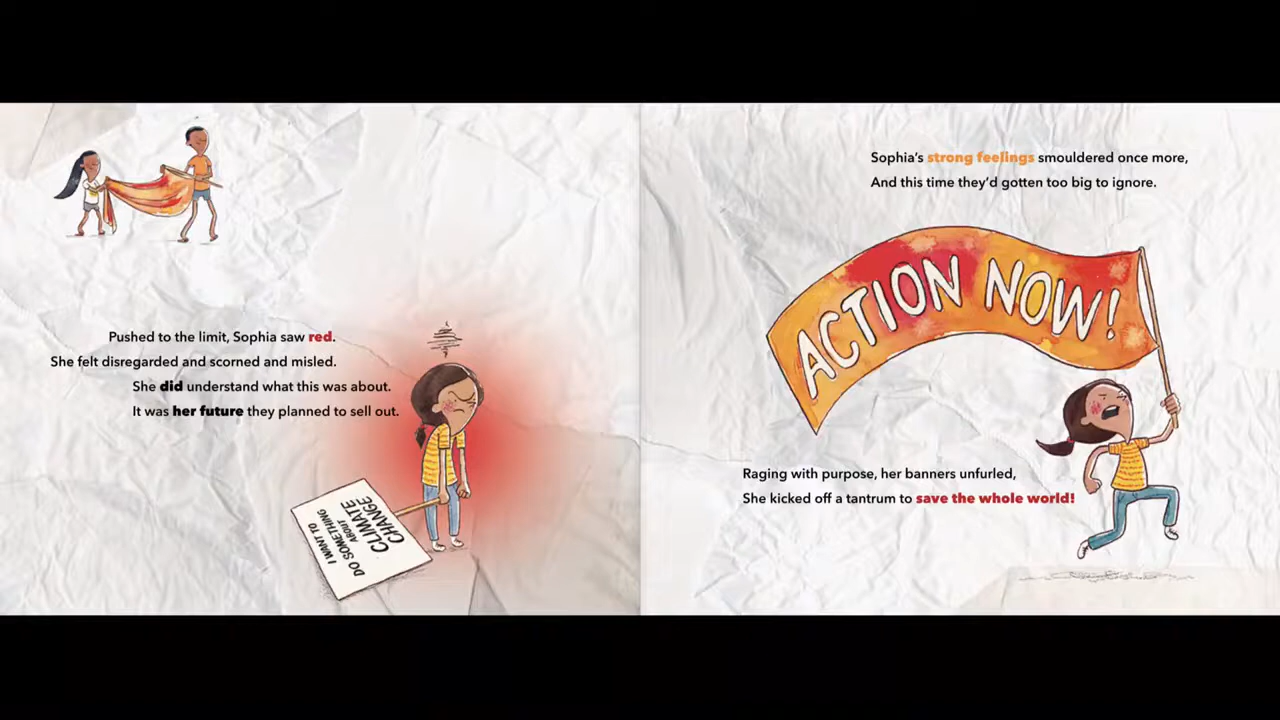 Pushed to the limit, Sophia saw red.
She felt disregarded and scorned and misled.
She did understand what this was about.
It was her future they planned to sell out.
I WANT TO
DO SOMETHING
ABOUT
CLIMATE
CHANGE
Sophia's strong feelings smouldered once more,
And this time they'd gotten too big to ignore.
ACTION NOW!
Raging with purpose, her banners unfurled,
She kicked off a tantrum to save the whole world!